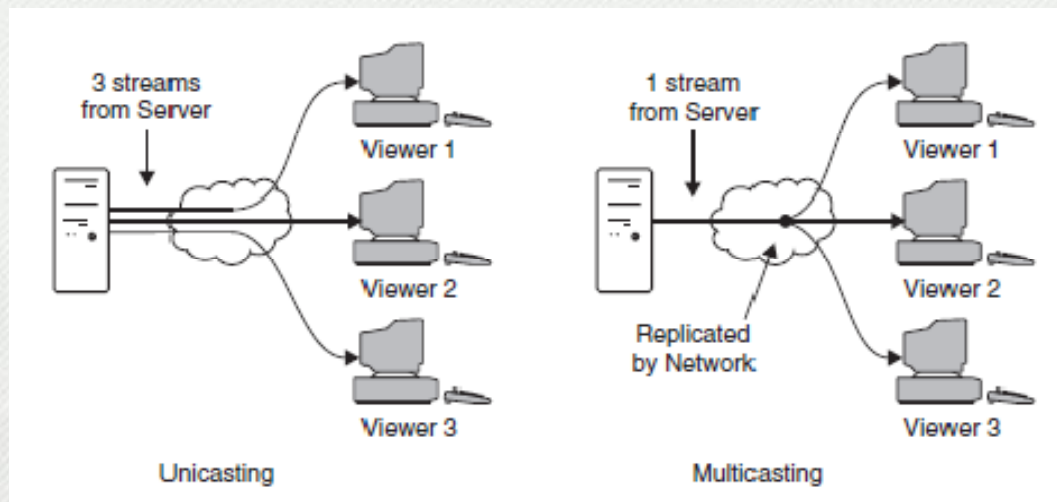 3 streams
from Server
Viewer 1
Viewer 2
Viewer 3
Unicasting
1 stream
from Server
Viewer 1
Viewer 2
Replicated
by Network
Viewer 3
Multicasting